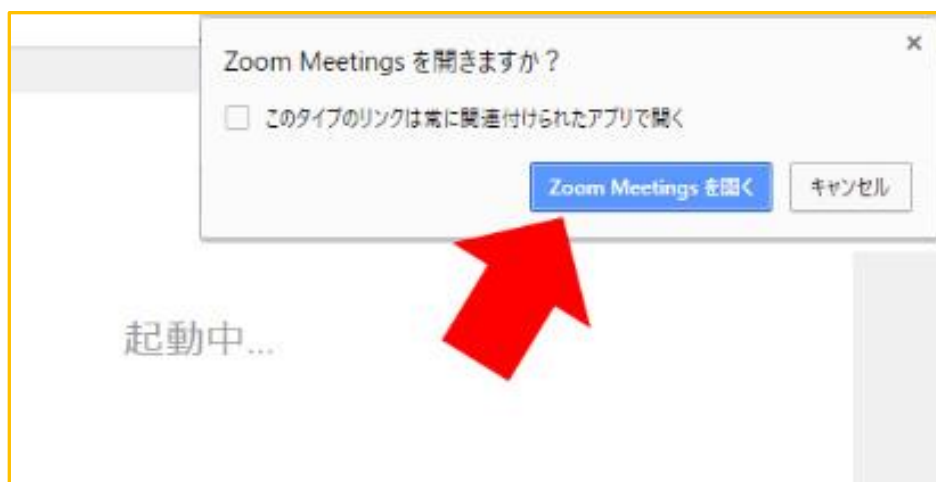 Zoom Meetings を開きますか？
このタイプのリンクは常に関連付けられたアプリで開く
Zoom Meetings を開く
キャンセル
起動中...